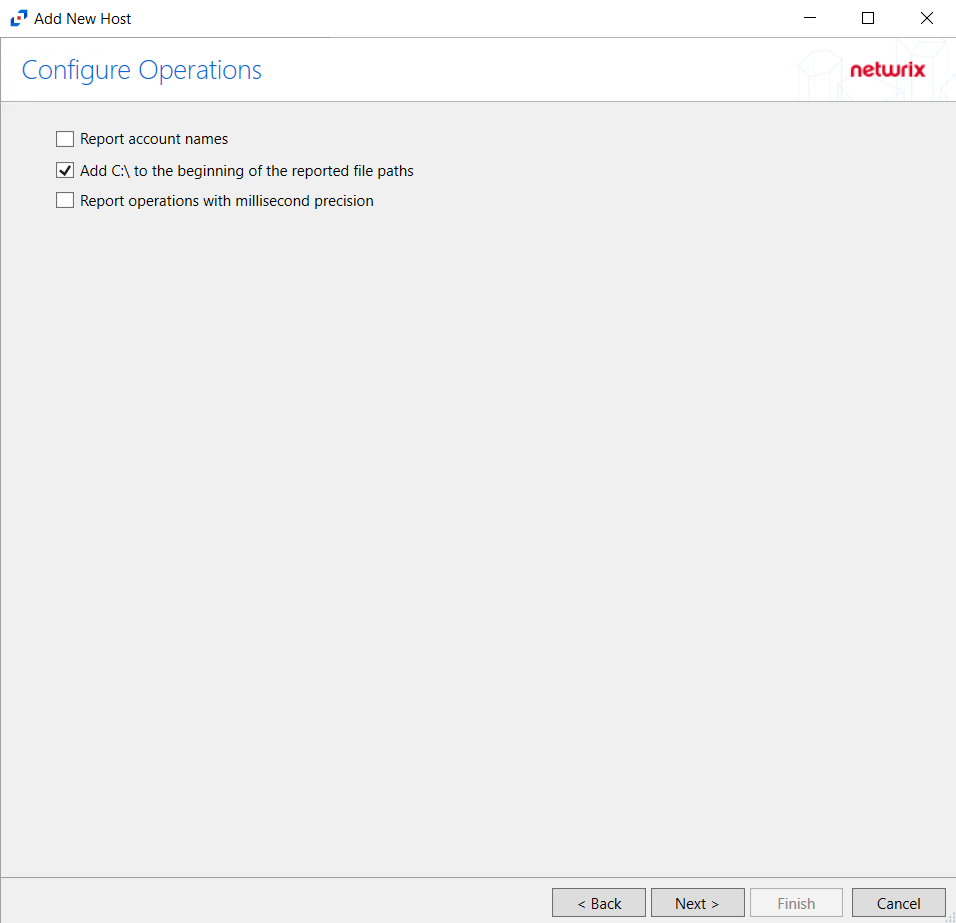 Add New Host
Configure Operations
netwrix
Report account names
Add C:\ to the beginning of the reported file paths
Report operations with millisecond precision
< Back
Next >
Finish
Cancel